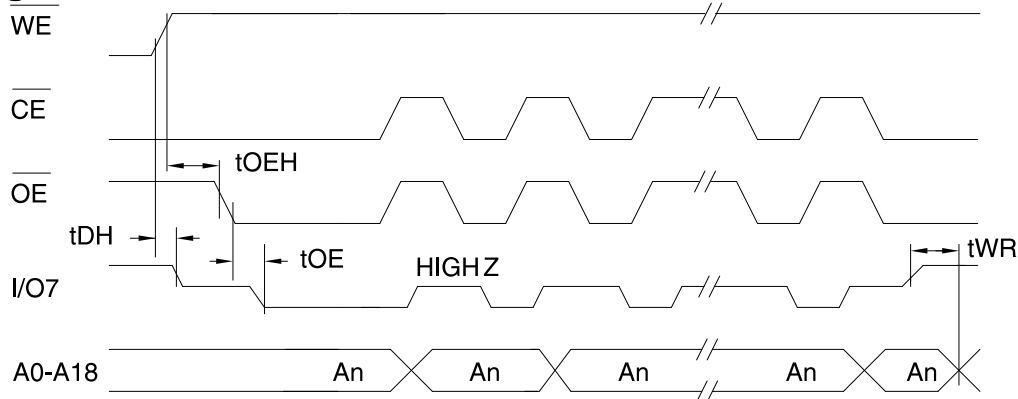 WE
CE
tOEH
OE
tDH
tOE
HIGH Z
tWR
I/O7
A0-A18 An An An An An